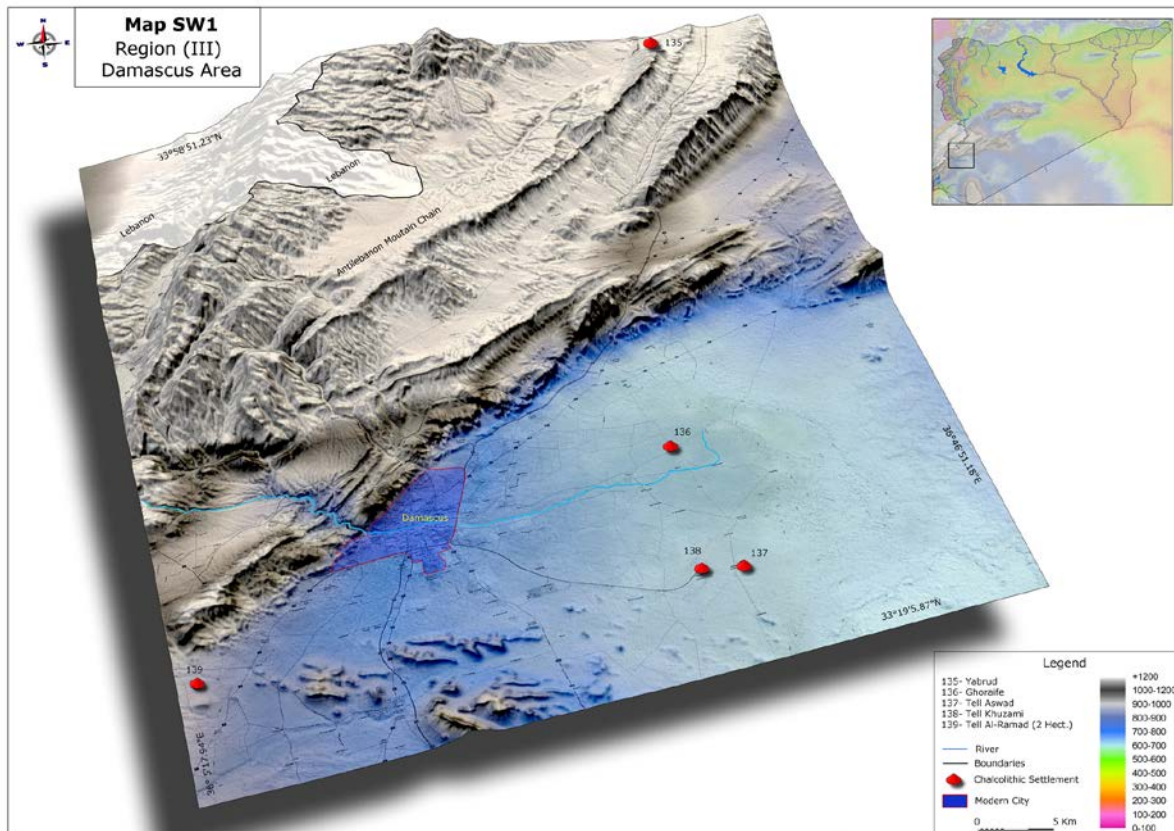 N
W E
S
Map SW1
Region (III)
Damascus Area
135
33°58'51.23"N
Lebanon
Lebanon
Antilebanon Moutain Chain
136
36°46'51.18"E
Damascus
138
137
33°19'5.87"N
139
Legend
135- Yabrud
136- Ghoraife
137- Tell Aswad
138- Tell Khuzami
139- Tell Al-Ramad (2 Hect.)
River
Boundaries
Chalcolithic Settlement
Modern City
0 5 Km
+1200
1000-1200
900-1000
800-900
700-800
600-700
500-600
400-500
300-400
200-300
100-200
0-100